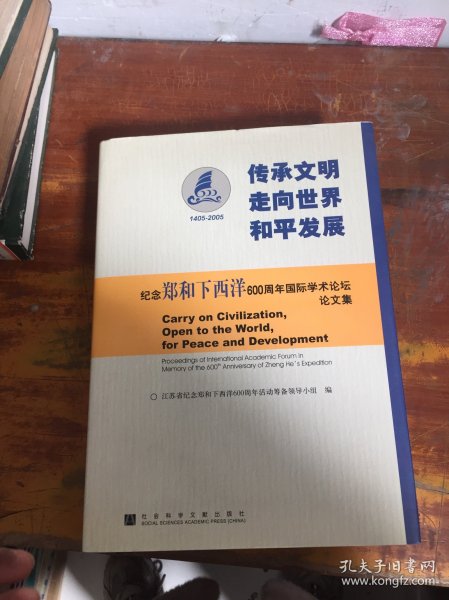 1405-2005
传承文明
走向世界
和平发展
纪念郑和下西洋600周年国际学术论坛
论文集
Carry on Civilization,
Open to the World,
for Peace and Development
Proceedings of International Academic Forum in
Memory of the 600th Anniversary of Zheng He's Expedition
江苏省纪念郑和下西洋600周年活动筹备领导小组 编
社会科学文献出版社
SOCIAL SCIENCES ACADEMIC PRESS (CHINA)
孔夫子旧书网
www.kongfz.com